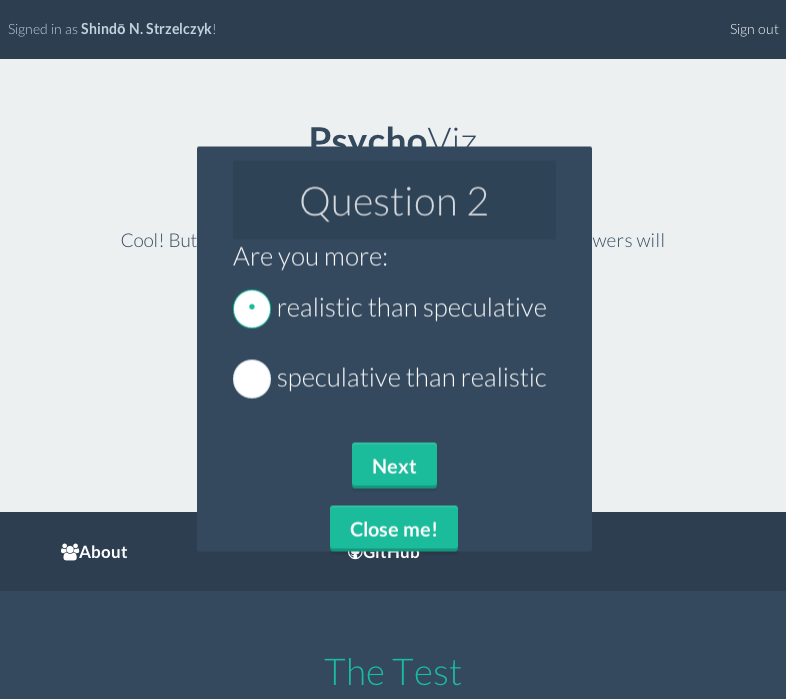 Signed in as Shindō N. Strzelczyk!
Sign out
PsychoViz
Question 2
Cool! But
wers will
Are you more:
realistic than speculative
speculative than realistic
Next
Close me!
About
GitHub
The Test